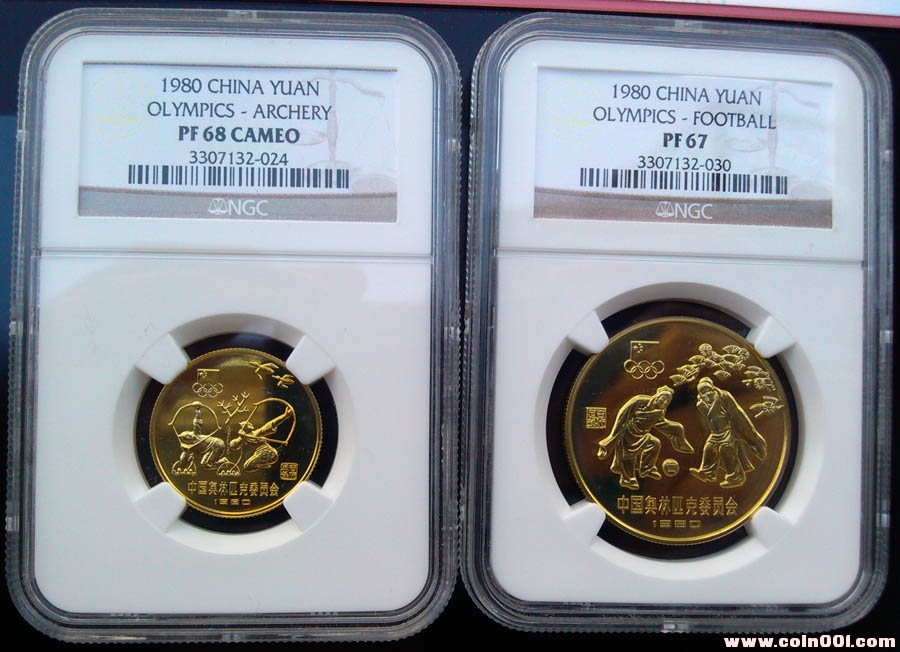 1980 CHINA YUAN
OLYMPICS - ARCHERY
PF 68 CAMEO
3307132-024
NGC
中国奥林匹克委员会
1980
1980 CHINA YUAN
OLYMPICS - FOOTBALL
PF 67
3307132-030
NGC
中国奥林匹克委员会
1980
www.coin001.com